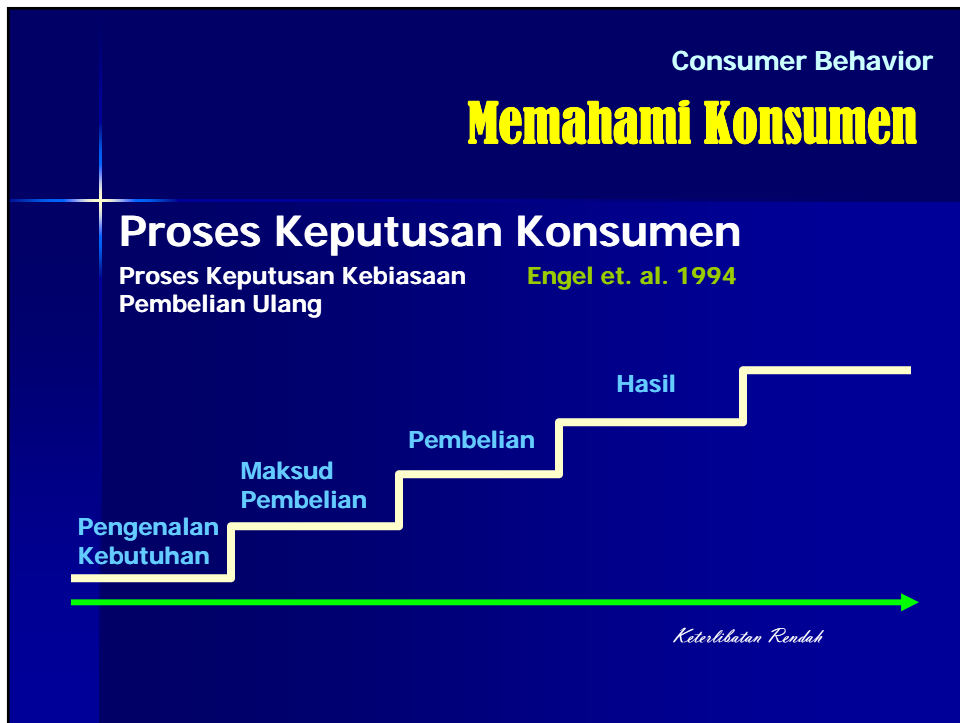 Consumer Behavior
Memahami Konsumen
Proses Keputusan Konsumen
Proses Keputusan Kebiasaan Engel et. al. 1994
Pembelian Ulang
Hasil
Pembelian
Maksud
Pembelian
Pengenalan
Kebutuhan
Keterlibatan Rendah